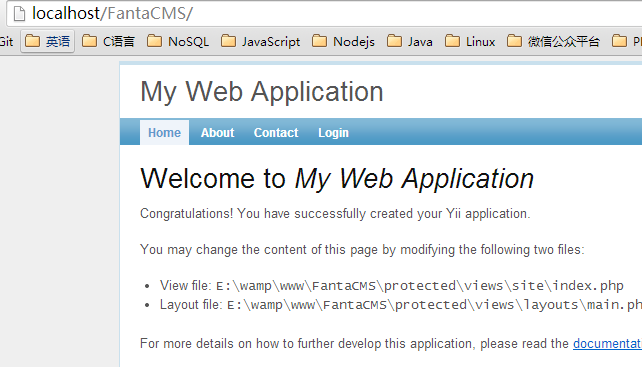 localhost/FantaCMS/
Git 英语 C语言 NoSQL JavaScript Nodejs Java Linux 微信公众平台
My Web Application
Home About Contact Login
Welcome to My Web Application
Congratulations! You have successfully created your Yii application.
You may change the content of this page by modifying the following two files:
• View file: E:\wamp\www\FantaCMS\protected\views\site\index.php
• Layout file: E:\wamp\www\FantaCMS\protected\views\layouts\main.ph
For more details on how to further develop this application, please read the documentat